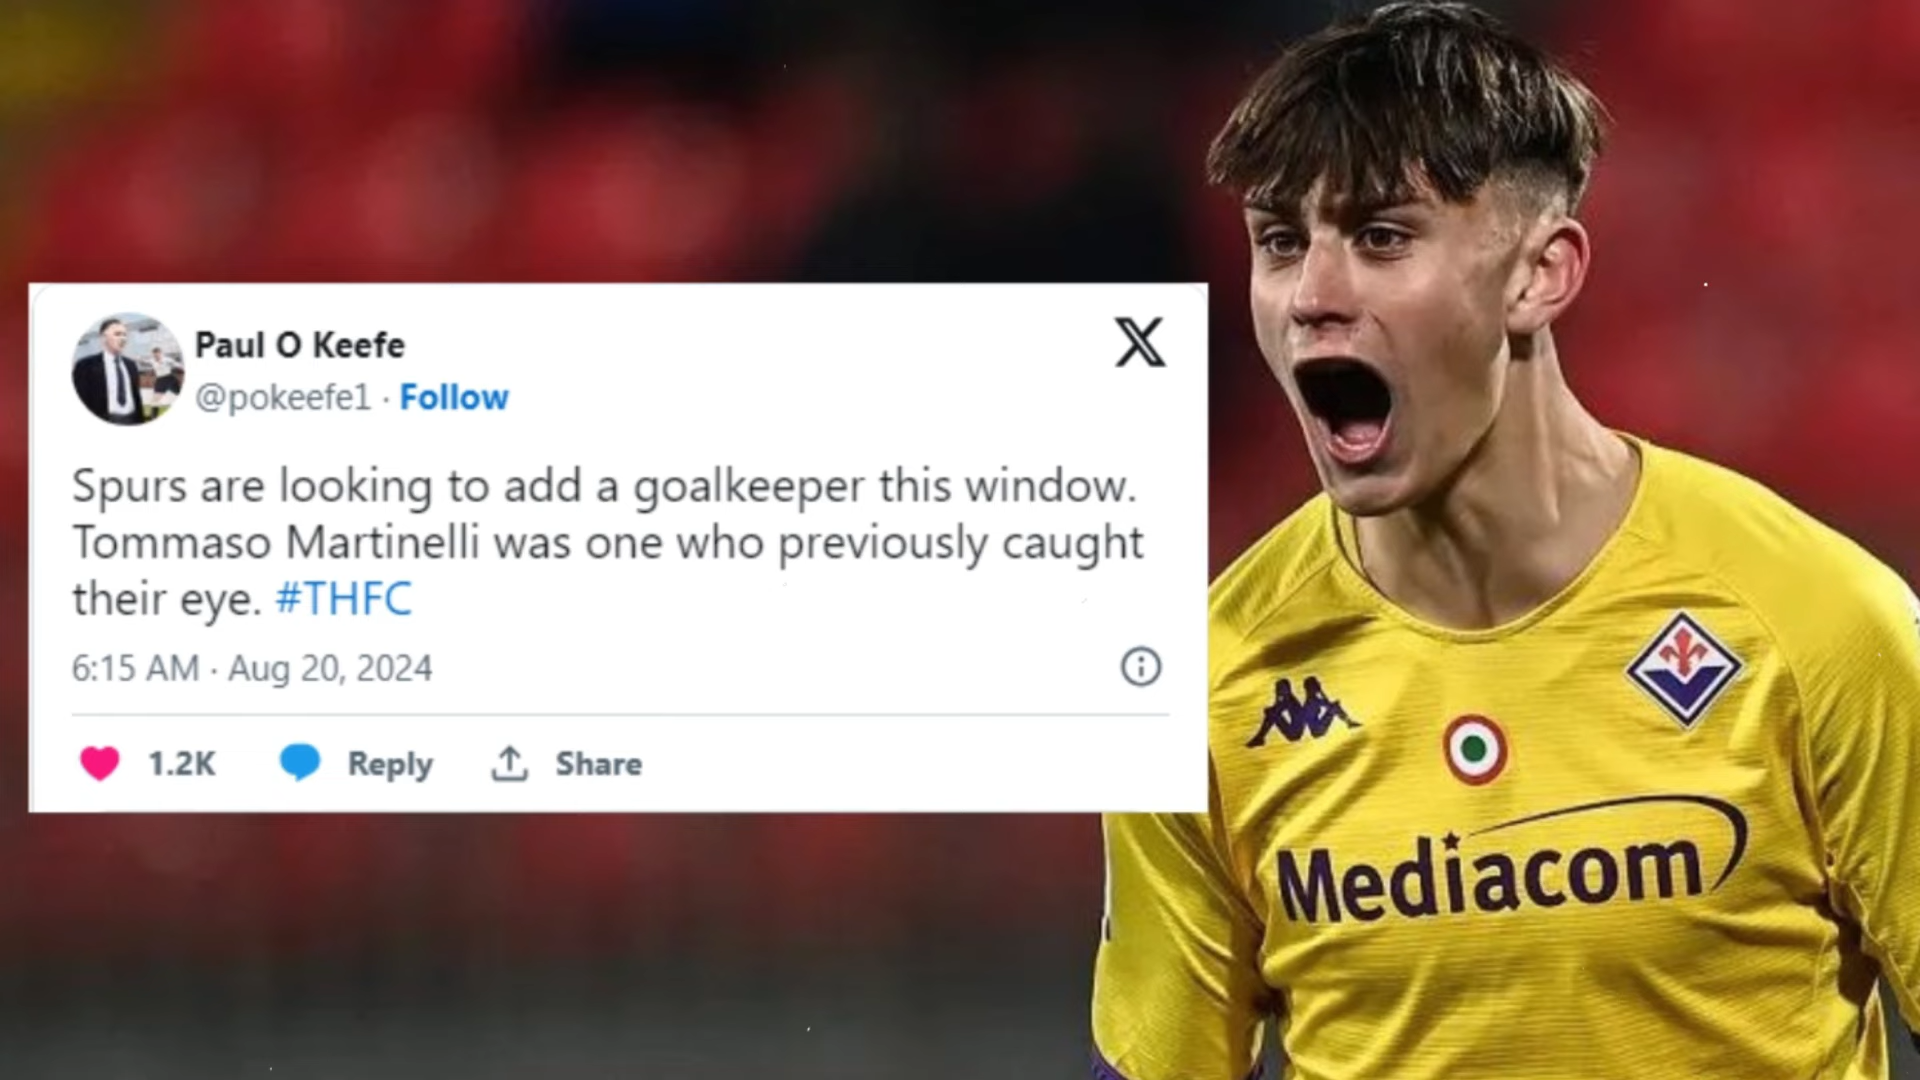 Paul O Keefe
@pokeefe1 · Follow
Spurs are looking to add a goalkeeper this window.
Tommaso Martinelli was one who previously caught
their eye. #THFC
6:15 AM · Aug 20, 2024
1.2K Reply Share
Mediacom